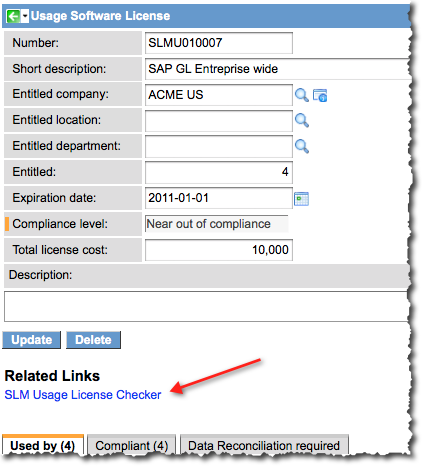 Usage Software License
Number: SLMU010007
Short description: SAP GL Entreprise wide
Entitled company: ACME US
Entitled location:
Entitled department:
Entitled: 4
Expiration date: 2011-01-01
Compliance level: Near out of compliance
Total license cost: 10,000
Description:
Update Delete
Related Links
SLM Usage License Checker
Used by (4) Compliant (4) Data Reconciliation required